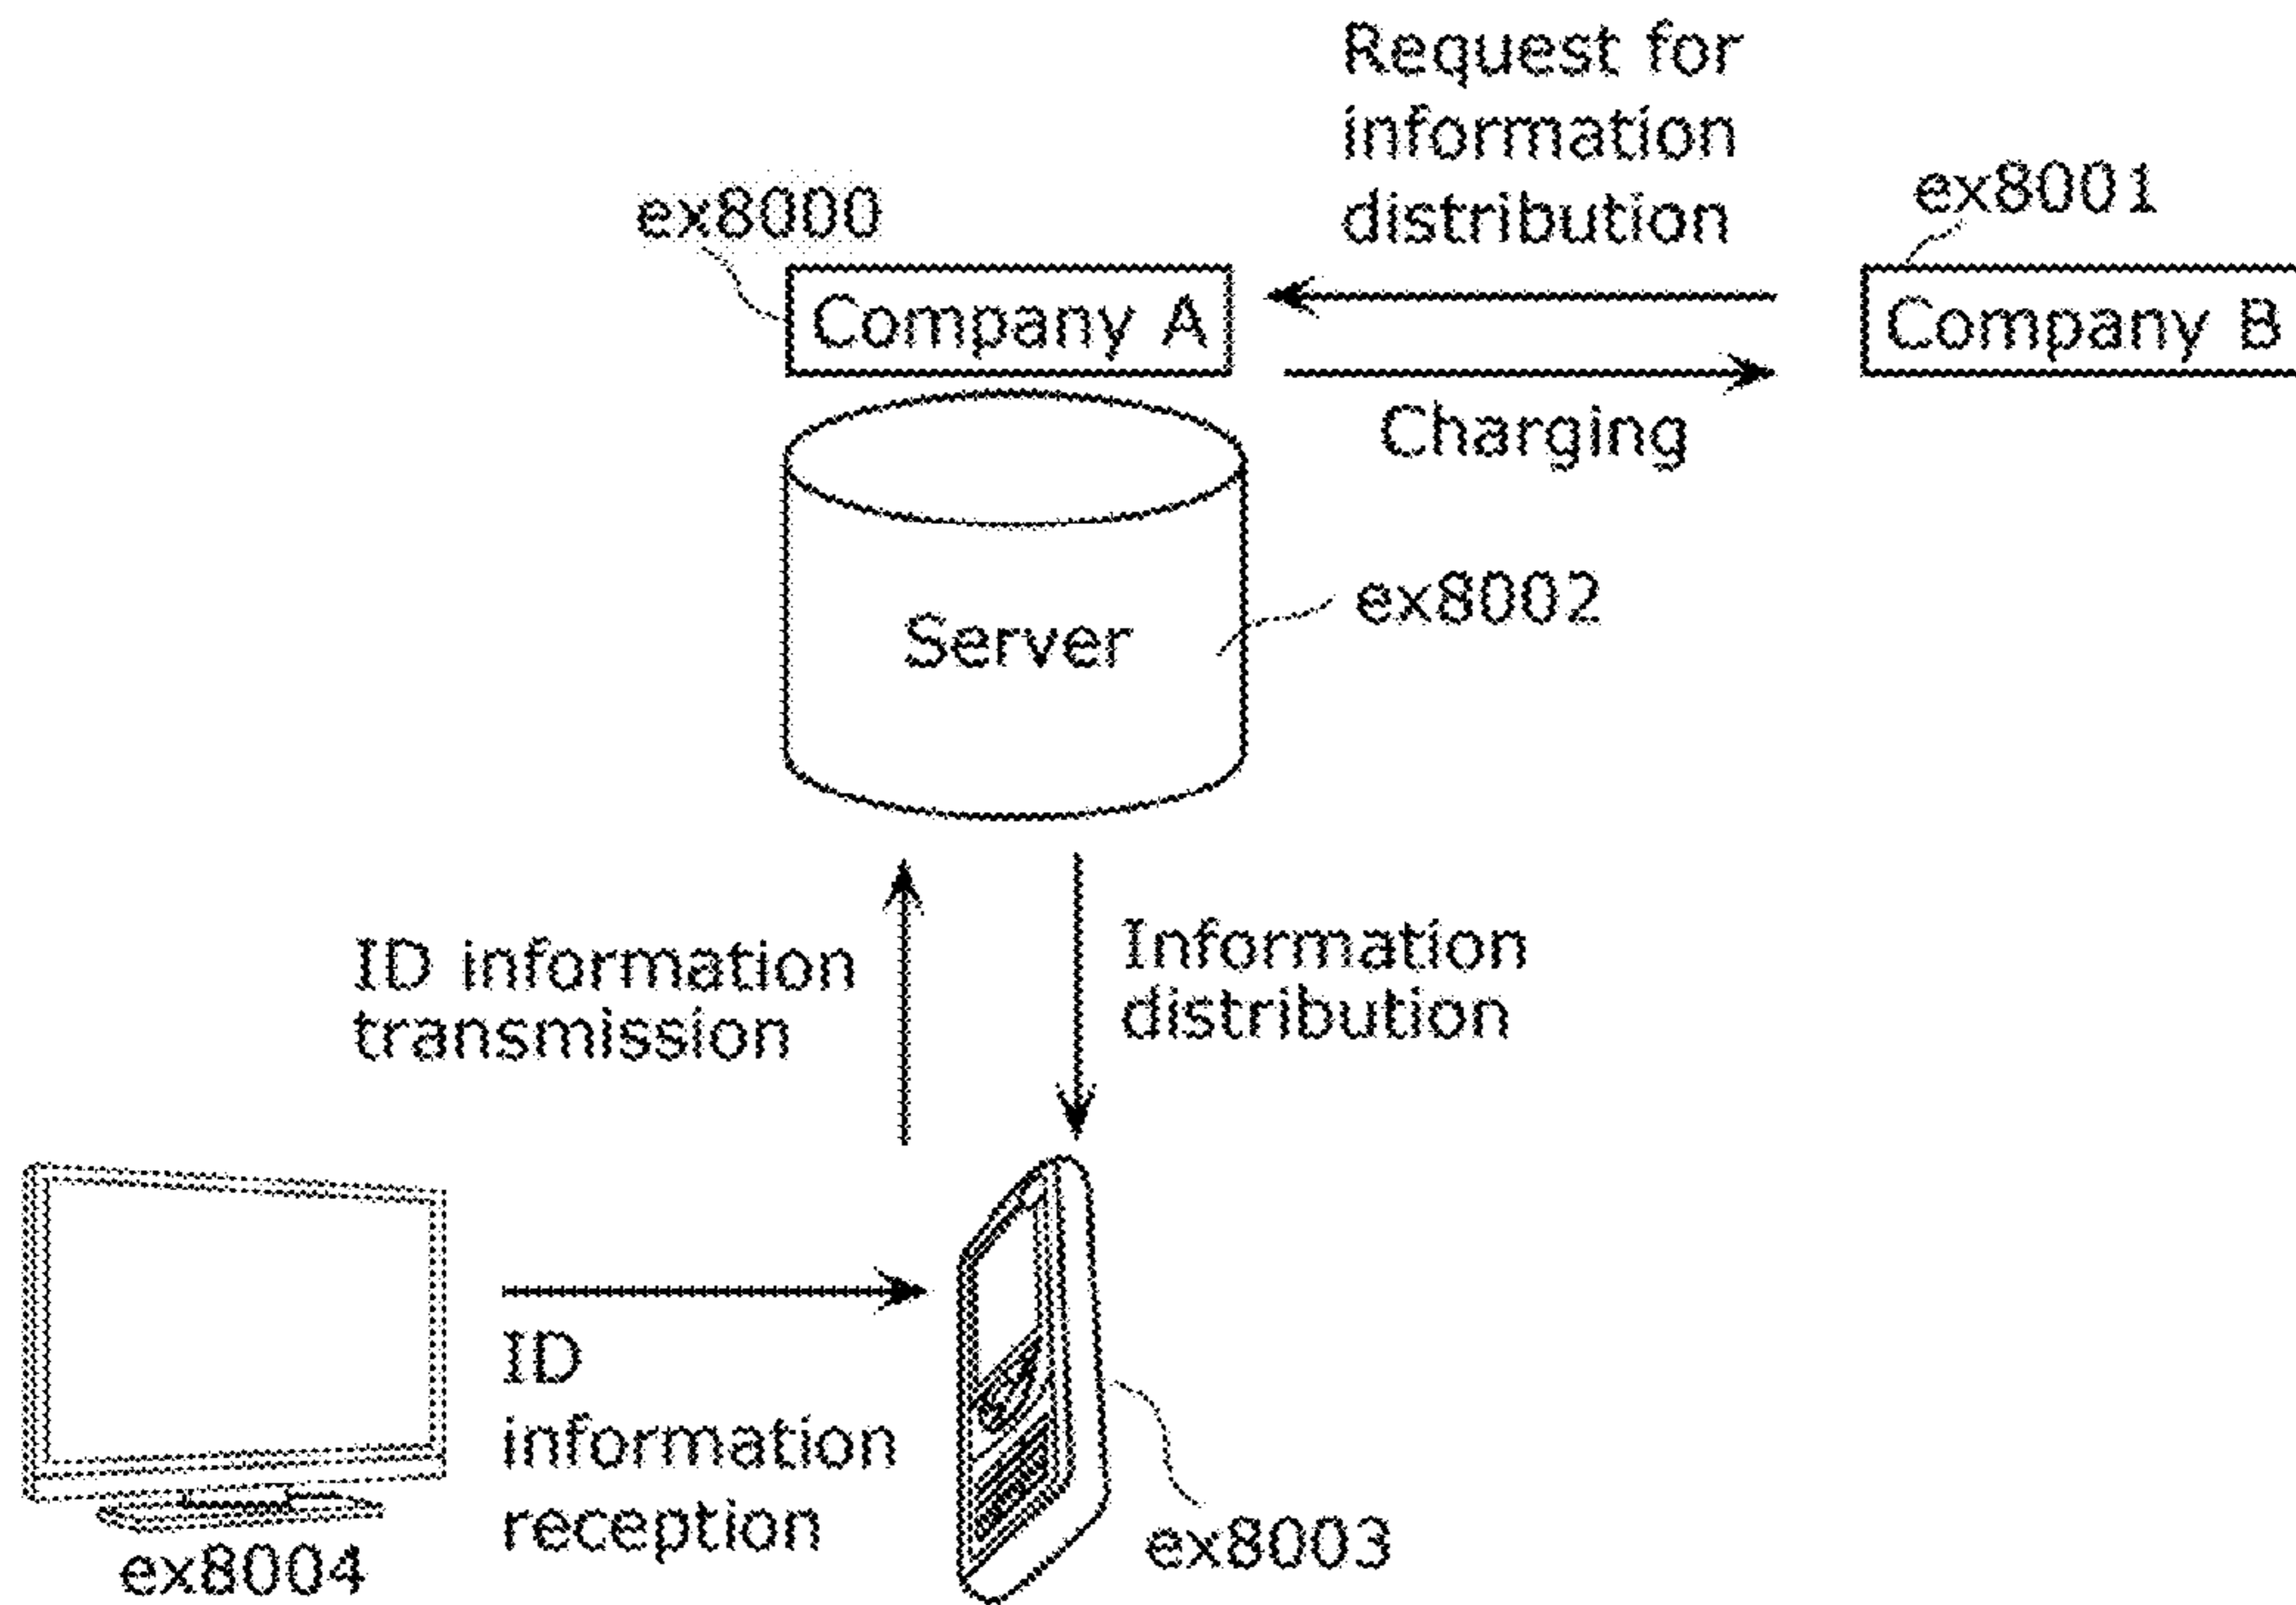 Request for
information
distribution
ex8000
ex8001
Company A
Company B
Charging
Server
ex8002
ID information
transmission
Information
distribution
ID
information
reception
ex8003
ex8004